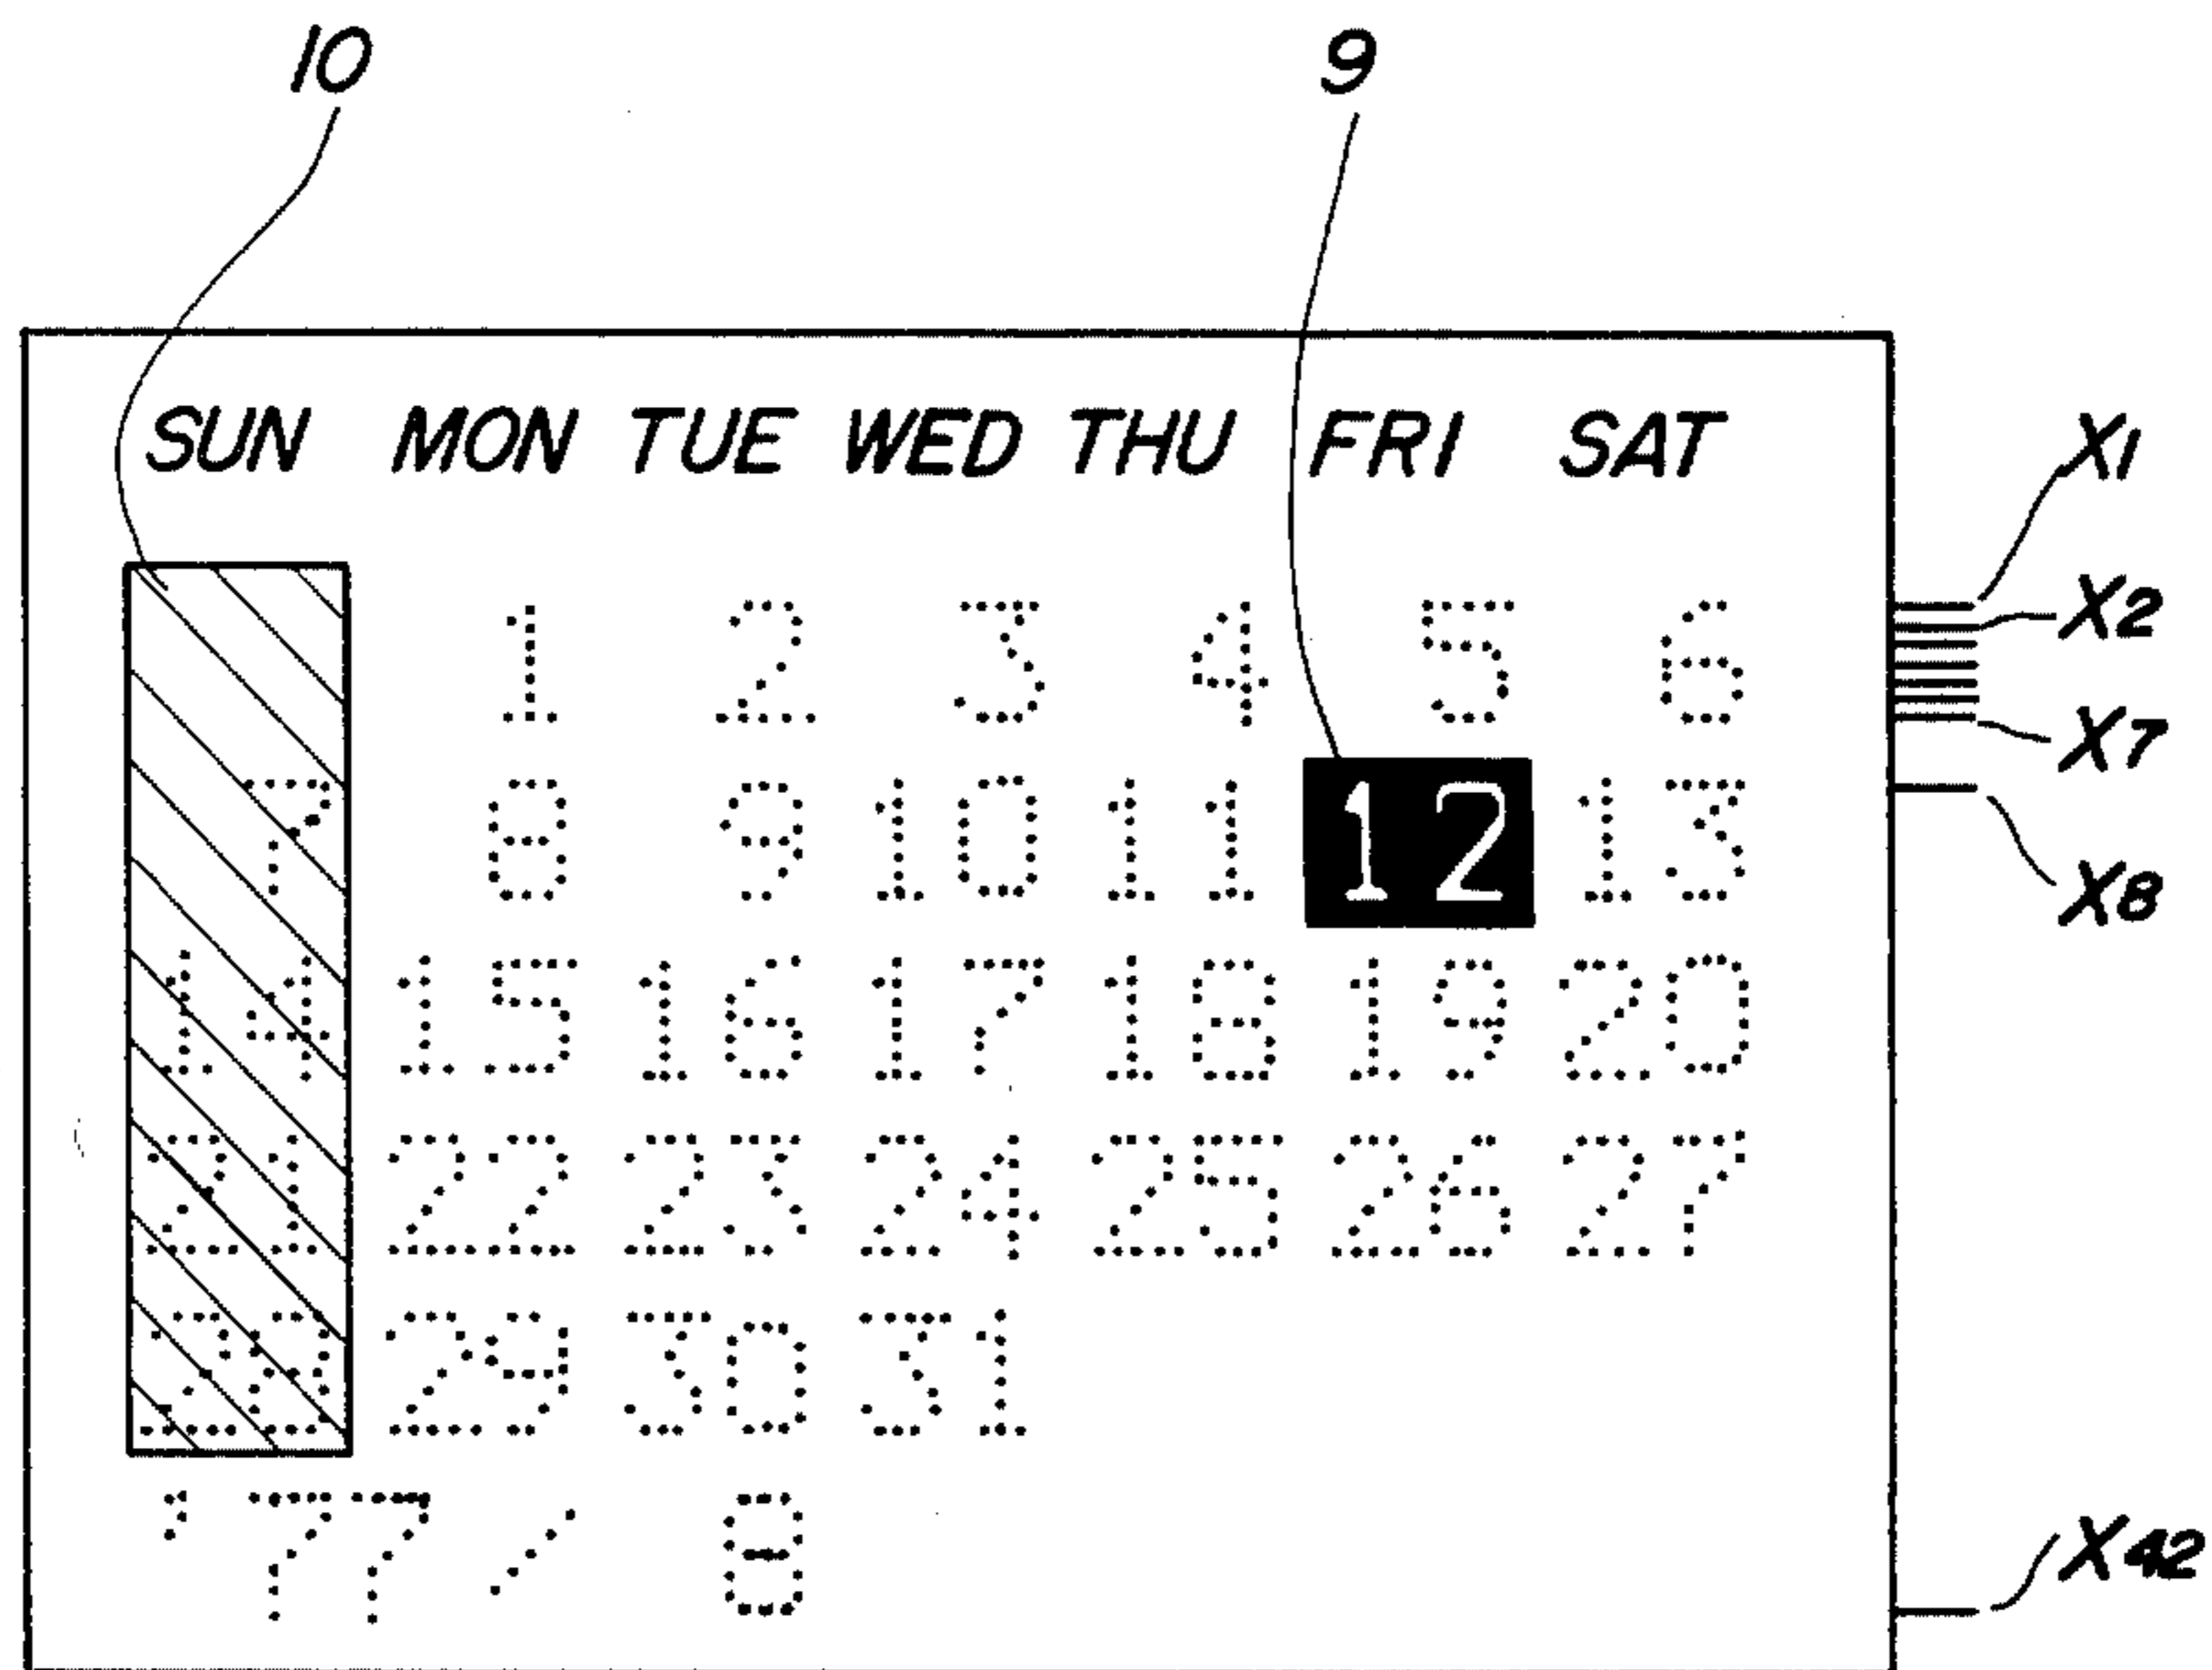 10 9
SUN MON TUE WED THU FRI SAT X1
1 2 3 4 5 6 X2
X7
7 8 9 10 11 12 13
X8
14 15 16 17 18 19 20
21 22 23 24 25 26 27
28 29 30 31
'77 / 8 X42